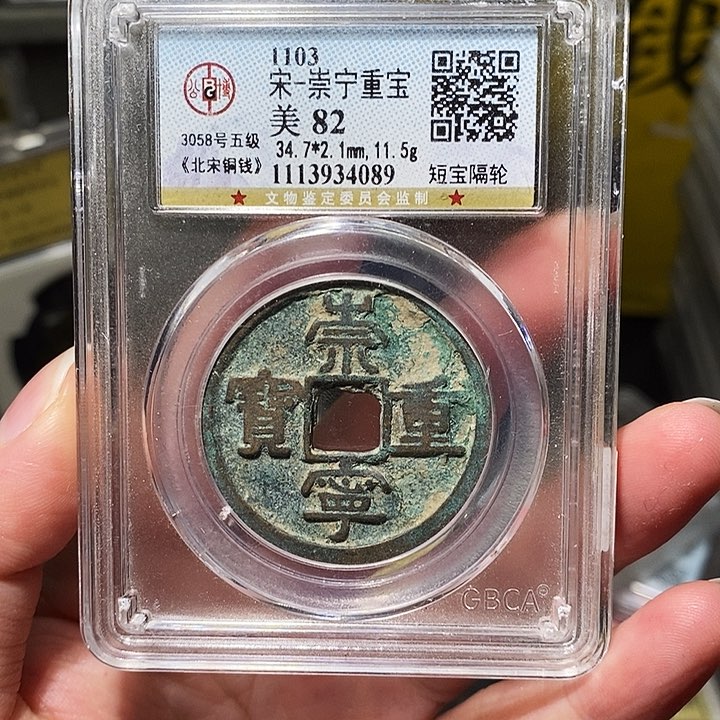 1103
宋-崇宁重宝
美 82
34.7*2.1mm,11.5g
1113934089
公博
3058号五级
《北宋铜钱》
短宝隔轮
文物鉴定委员会监制
崇
寶 重
寧
GBCA